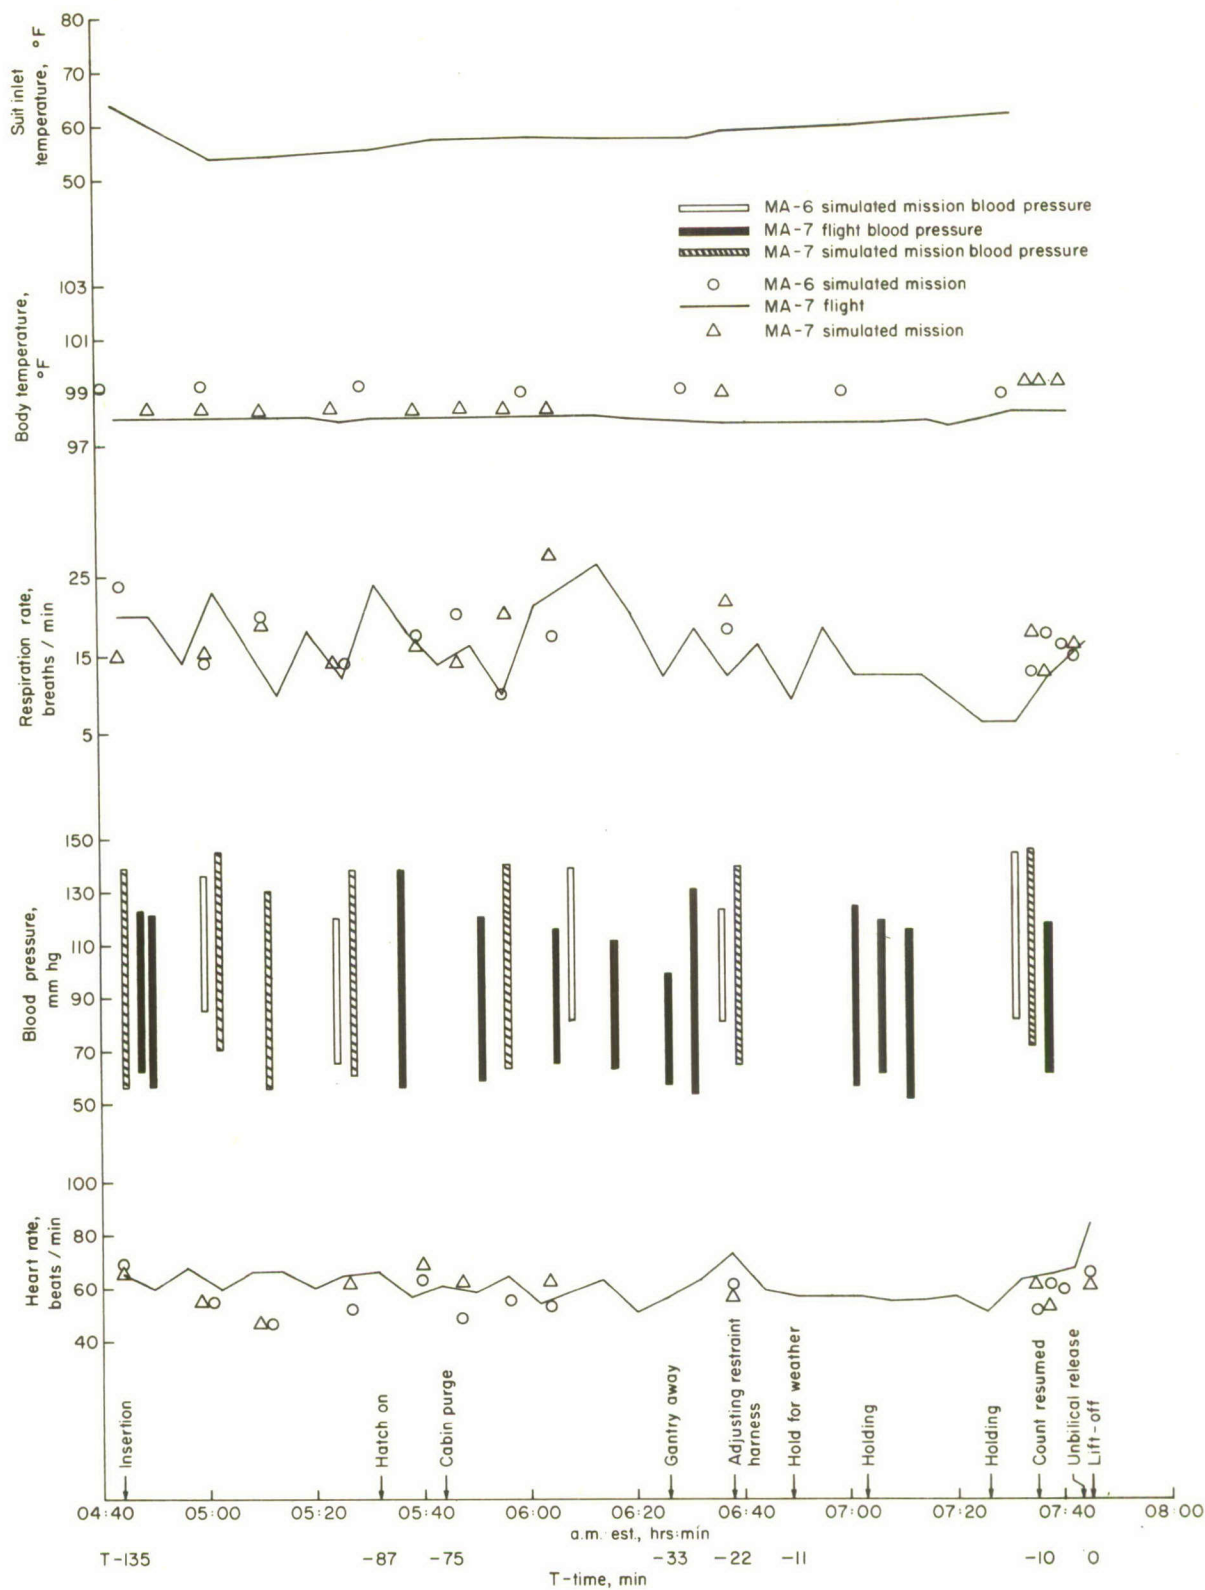 80
70
60
50
Suit inlet
temperature, °F
MA-6 simulated mission blood pressure
MA-7 flight blood pressure
MA-7 simulated mission blood pressure
MA-6 simulated mission
MA-7 flight
MA-7 simulated mission
103
101
99
97
Body temperature,
°F
25
15
5
Respiration rate,
breaths / min
150
130
110
90
70
50
Blood pressure,
mm hg
100
80
60
40
Heart rate,
beats / min
Insertion
Hatch on
Cabin purge
Gantry away
Adjusting restraint
harness
Hold for weather
Holding
Holding
Count resumed
Unbilical release
Lift-off
04:40 05:00 05:20 05:40 06:00 06:20 06:40 07:00 07:20 07:40 08:00
a.m. est., hrs:min
T-135 -87 -75 -33 -22 -11 -10 0
T-time, min